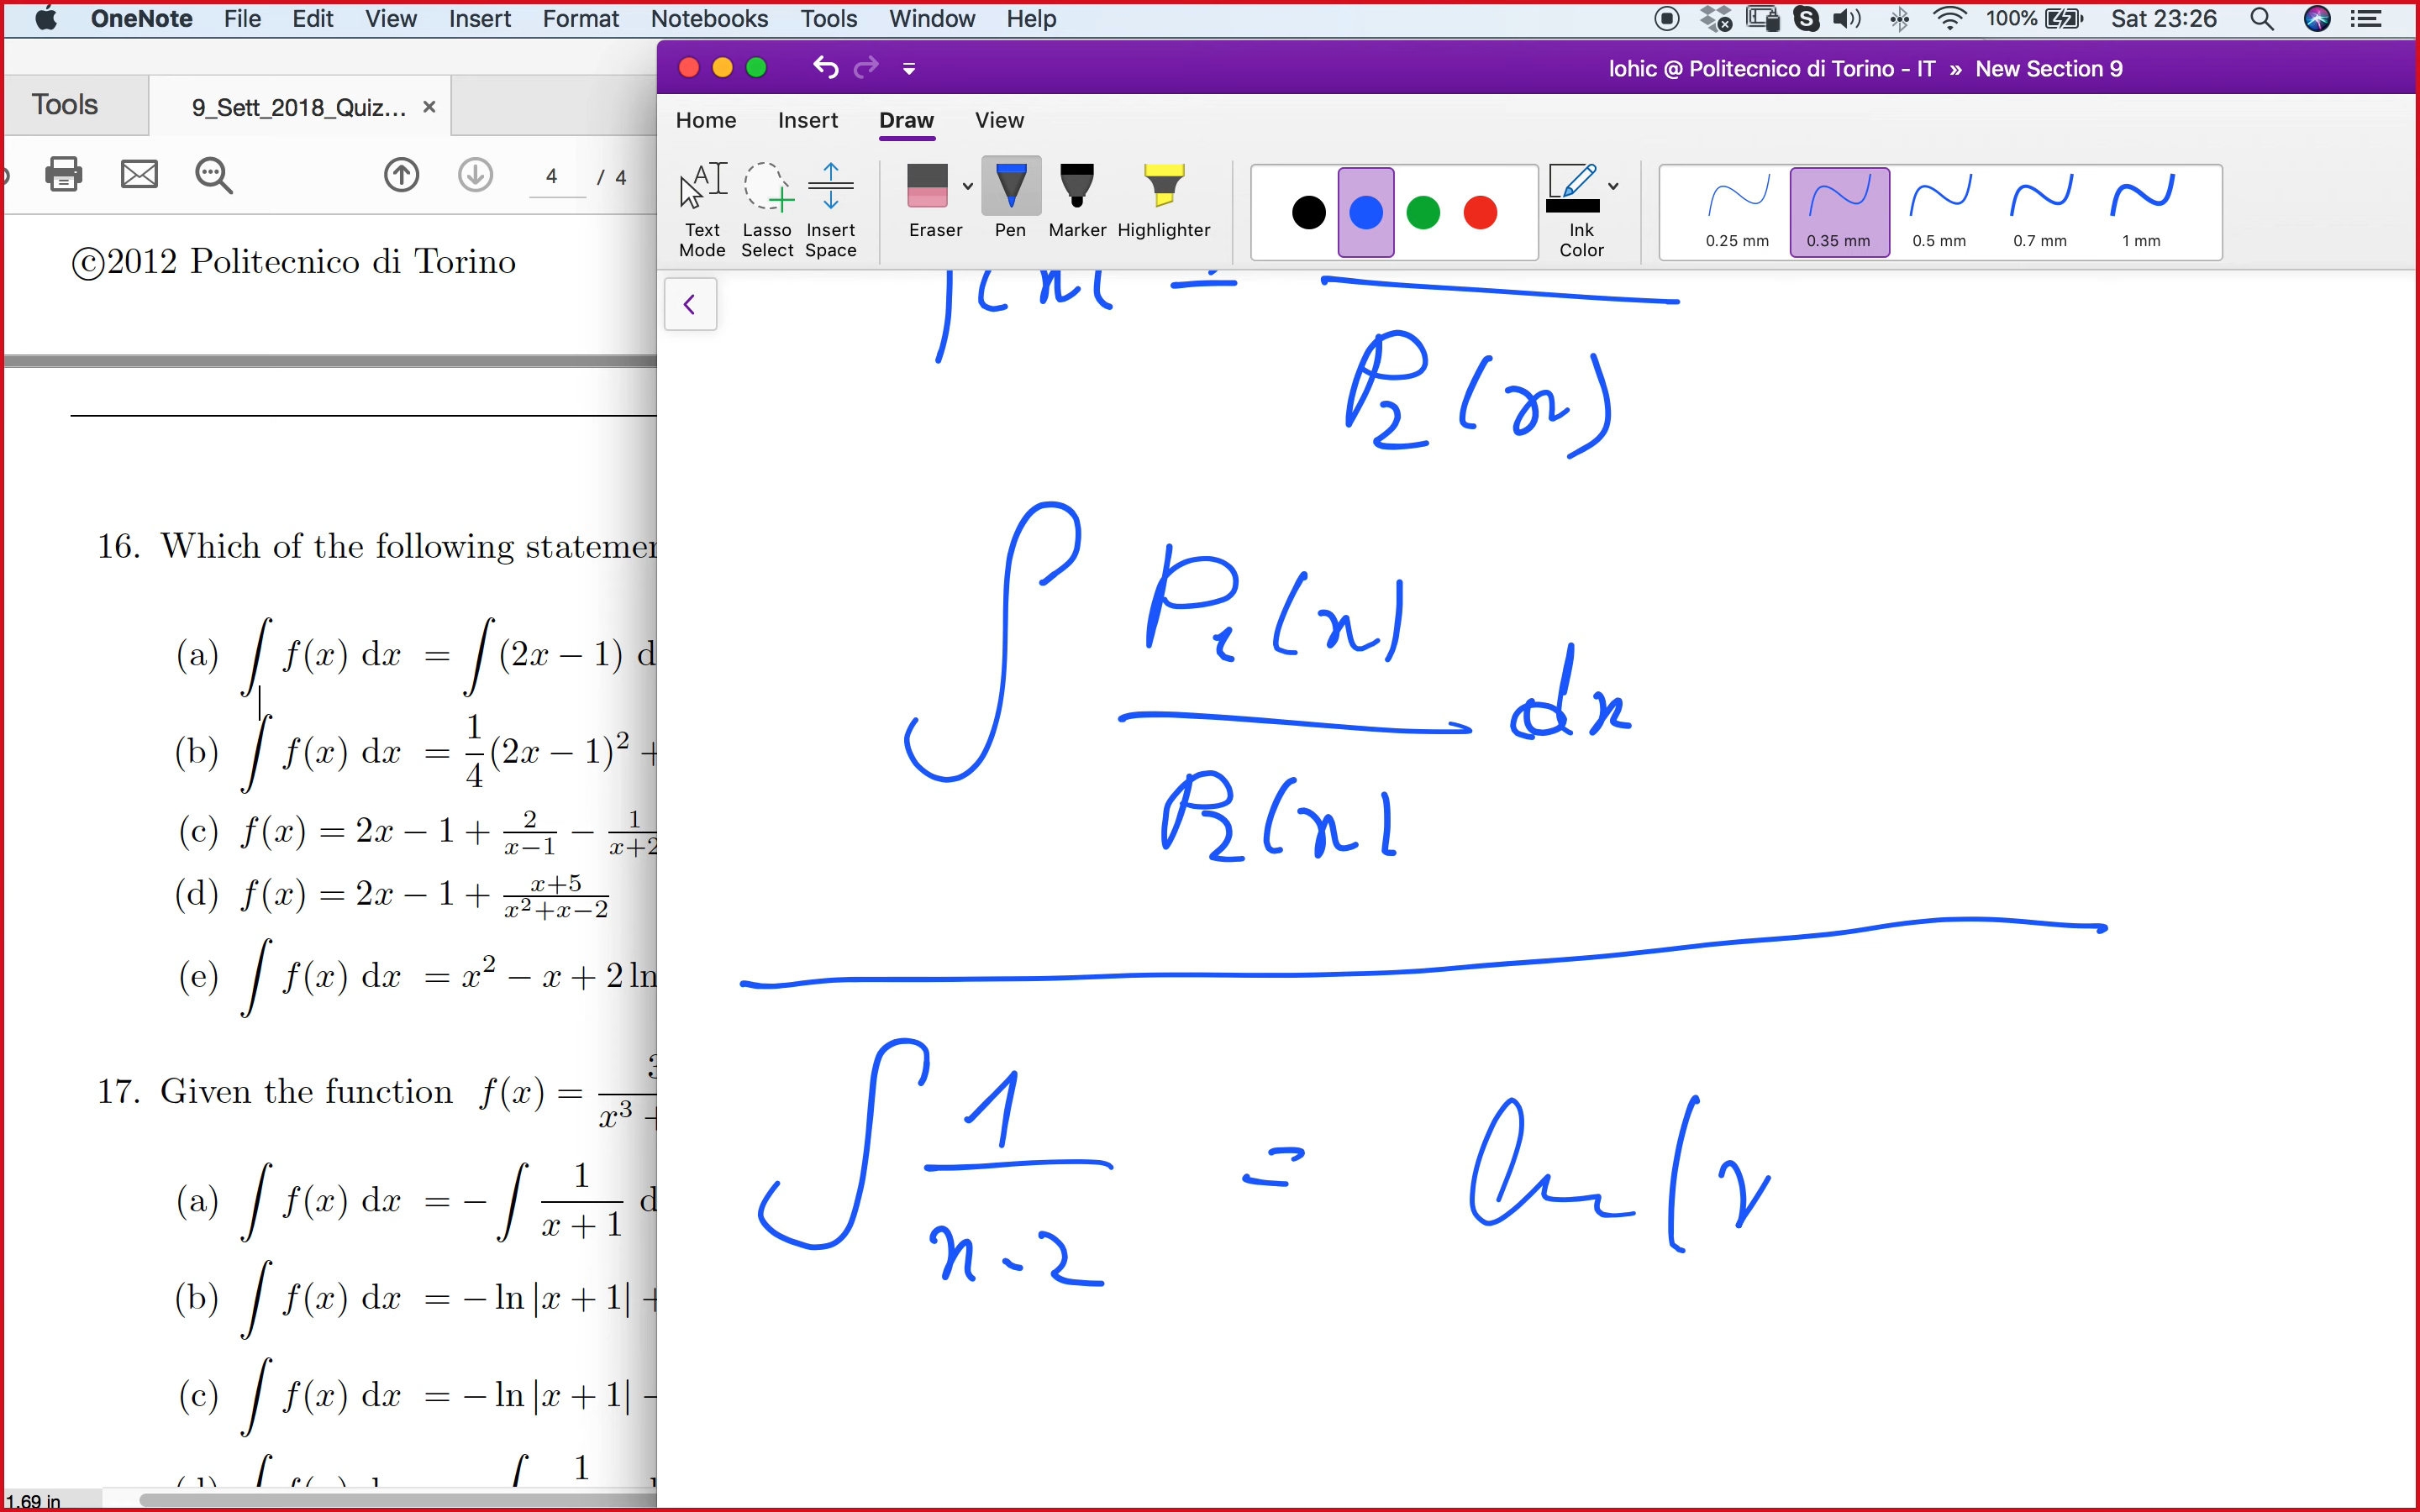 OneNote File Edit View Insert Format Notebooks Tools Window Help 100% Sat 23:26
Iohic @ Politecnico di Torino - IT » New Section 9
Tools 9_Sett_2018_Quiz... ×
4 / 4
Home Insert Draw View
Text Mode
Lasso Select
Insert Space
Eraser
Pen
Marker
Highlighter
Ink Color
0.25 mm 0.35 mm 0.5 mm 0.7 mm 1 mm
©2012 Politecnico di Torino
16. Which of the following
(a) ∫ f(x) dx = ∫ (2x − 1) d
(b) ∫ f(x) dx = 1/4 (2x − 1)² +
(c) f(x) = 2x − 1 + 2/(x−1) − 1/(x+2
(d) f(x) = 2x − 1 + (x+5)/(x²+x−2)
(e) ∫ f(x) dx = x² − x + 2 ln
17. Given the function f(x) = 3/(x³ +
(a) ∫ f(x) dx = − ∫ 1/(x + 1) d
(b) ∫ f(x) dx = − ln |x + 1| +
(c) ∫ f(x) dx = − ln |x + 1| −
1
1.69 in
f(x) =
P₂(x)
∫ P₁(x)/P₂(x) dx
∫ 1/(x-2) = ln(x